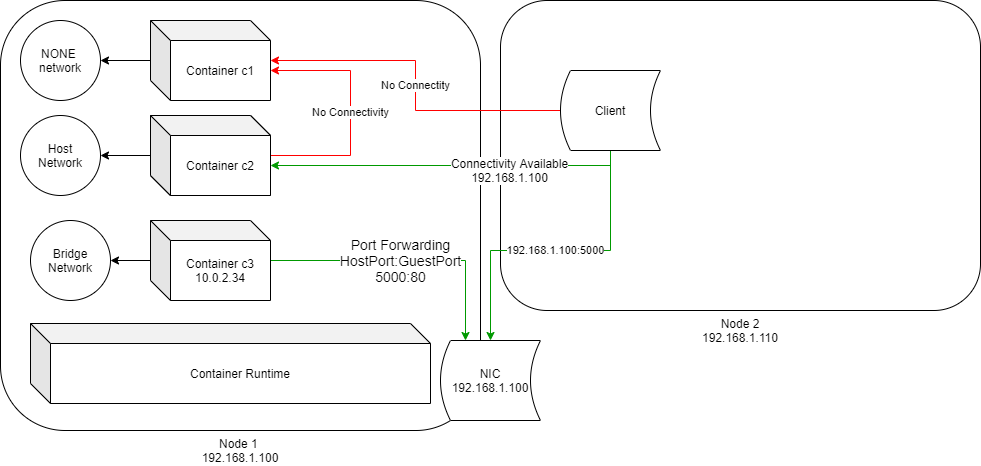 NONE
network
Container c1
No Connectity
No Connectivity
Client
Host
Network
Container c2
Connectivity Available
192.168.1.100
Bridge
Network
Container c3
10.0.2.34
Port Forwarding
HostPort:GuestPort
5000:80
192.168.1.100:5000
Container Runtime
NIC
192.168.1.100
Node 2
192.168.1.110
Node 1
192.168.1.100